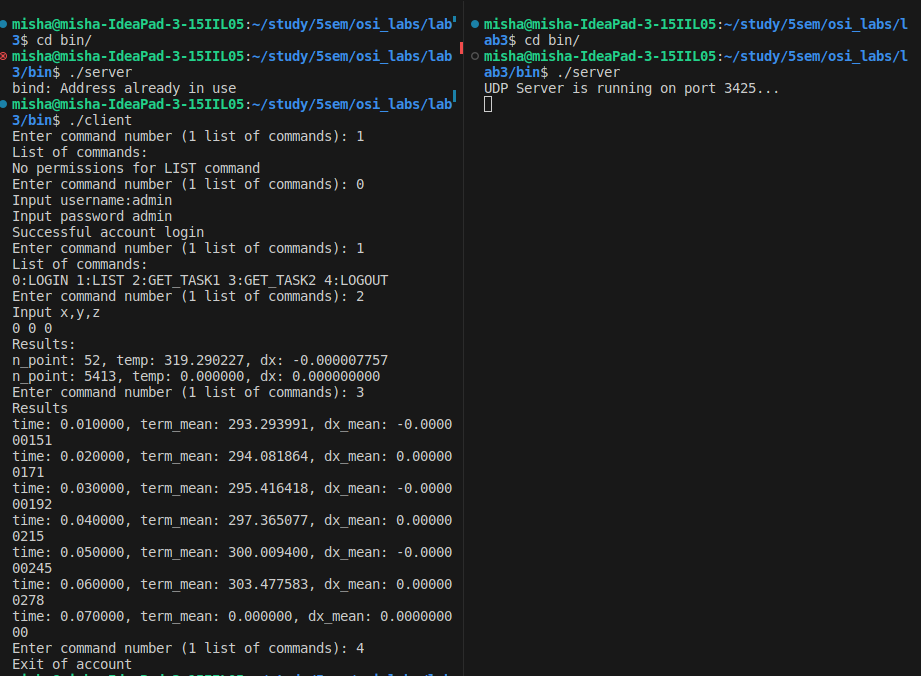 misha@misha-IdeaPad-3-15IIL05:~/study/5sem/osi_labs/lab
3$ cd bin/
misha@misha-IdeaPad-3-15IIL05:~/study/5sem/osi_labs/lab
3/bin$ ./server
bind: Address already in use
misha@misha-IdeaPad-3-15IIL05:~/study/5sem/osi_labs/lab
3/bin$ ./client
Enter command number (1 list of commands): 1
List of commands:
No permissions for LIST command
Enter command number (1 list of commands): 0
Input username:admin
Input password admin
Successful account login
Enter command number (1 list of commands): 1
List of commands:
0:LOGIN 1:LIST 2:GET_TASK1 3:GET_TASK2 4:LOGOUT
Enter command number (1 list of commands): 2
Input x,y,z
0 0 0
Results:
n_point: 52, temp: 319.290227, dx: -0.000007757
n_point: 5413, temp: 0.000000, dx: 0.000000000
Enter command number (1 list of commands): 3
Results
time: 0.010000, term_mean: 293.293991, dx_mean: -0.0000
00151
time: 0.020000, term_mean: 294.081864, dx_mean: 0.00000
0171
time: 0.030000, term_mean: 295.416418, dx_mean: -0.0000
00192
time: 0.040000, term_mean: 297.365077, dx_mean: 0.00000
0215
time: 0.050000, term_mean: 300.009400, dx_mean: -0.0000
00245
time: 0.060000, term_mean: 303.477583, dx_mean: 0.00000
0278
time: 0.070000, term_mean: 0.000000, dx_mean: 0.0000000
00
Enter command number (1 list of commands): 4
Exit of account
misha@misha-IdeaPad-3-15IIL05:~/study/5sem/osi_labs/l
ab3$ cd bin/
misha@misha-IdeaPad-3-15IIL05:~/study/5sem/osi_labs/l
ab3/bin$ ./server
UDP Server is running on port 3425...